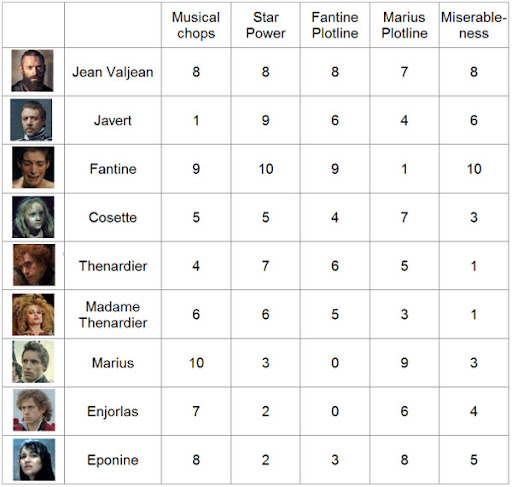 Musical chops Star Power Fantine Plotline Marius Plotline Miserable-ness
Jean Valjean 8 8 8 7 8
Javert 1 9 6 4 6
Fantine 9 10 9 1 10
Cosette 5 5 4 7 3
Thenardier 4 7 6 5 1
Madame Thenardier 6 6 5 3 1
Marius 10 3 0 9 3
Enjorlas 7 2 0 6 4
Eponine 8 2 3 8 5